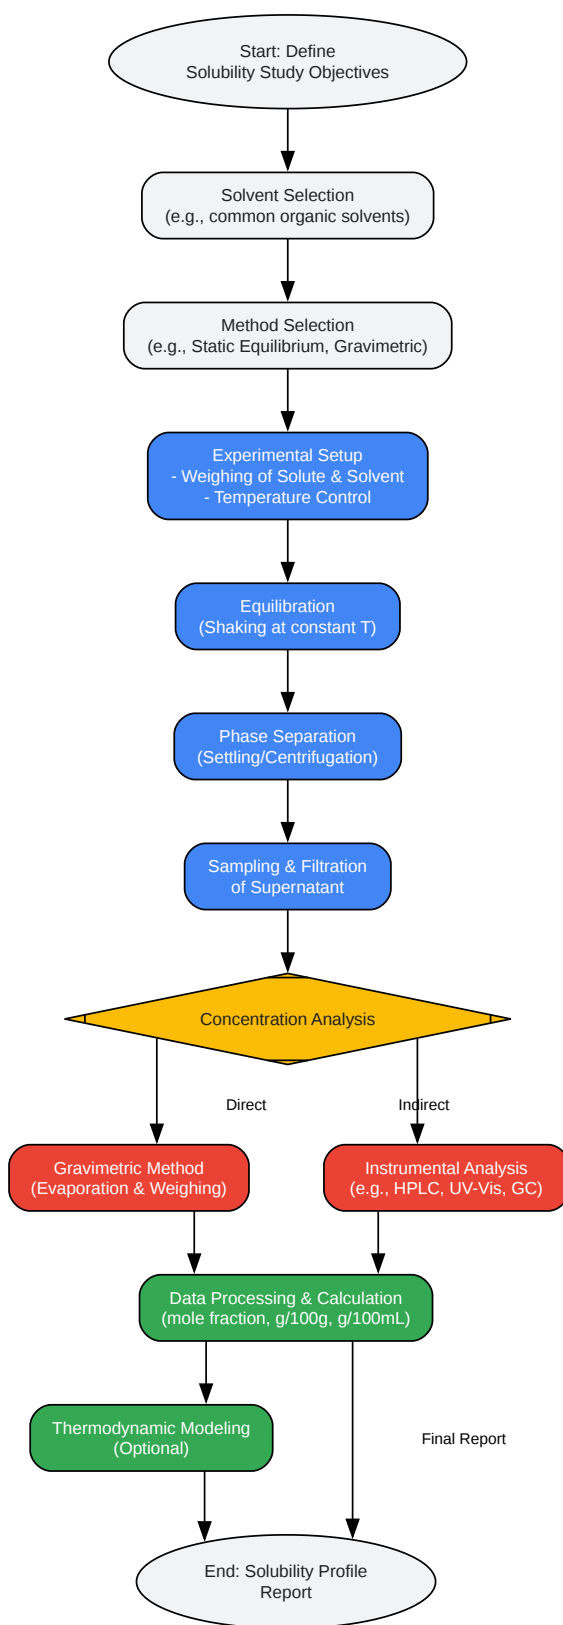 Start: Define
Solubility Study Objectives
Solvent Selection
(e.g., common organic solvents)
Method Selection
(e.g., Static Equilibrium, Gravimetric)
Experimental Setup
- Weighing of Solute & Solvent
- Temperature Control
Equilibration
(Shaking at constant T)
Phase Separation
(Settling/Centrifugation)
Sampling & Filtration
of Supernatant
Concentration Analysis
Direct
Indirect
Gravimetric Method
(Evaporation & Weighing)
Instrumental Analysis
(e.g., HPLC, UV-Vis, GC)
Data Processing & Calculation
(mole fraction, g/100g, g/100mL)
Thermodynamic Modeling
(Optional)
Final Report
End: Solubility Profile
Report